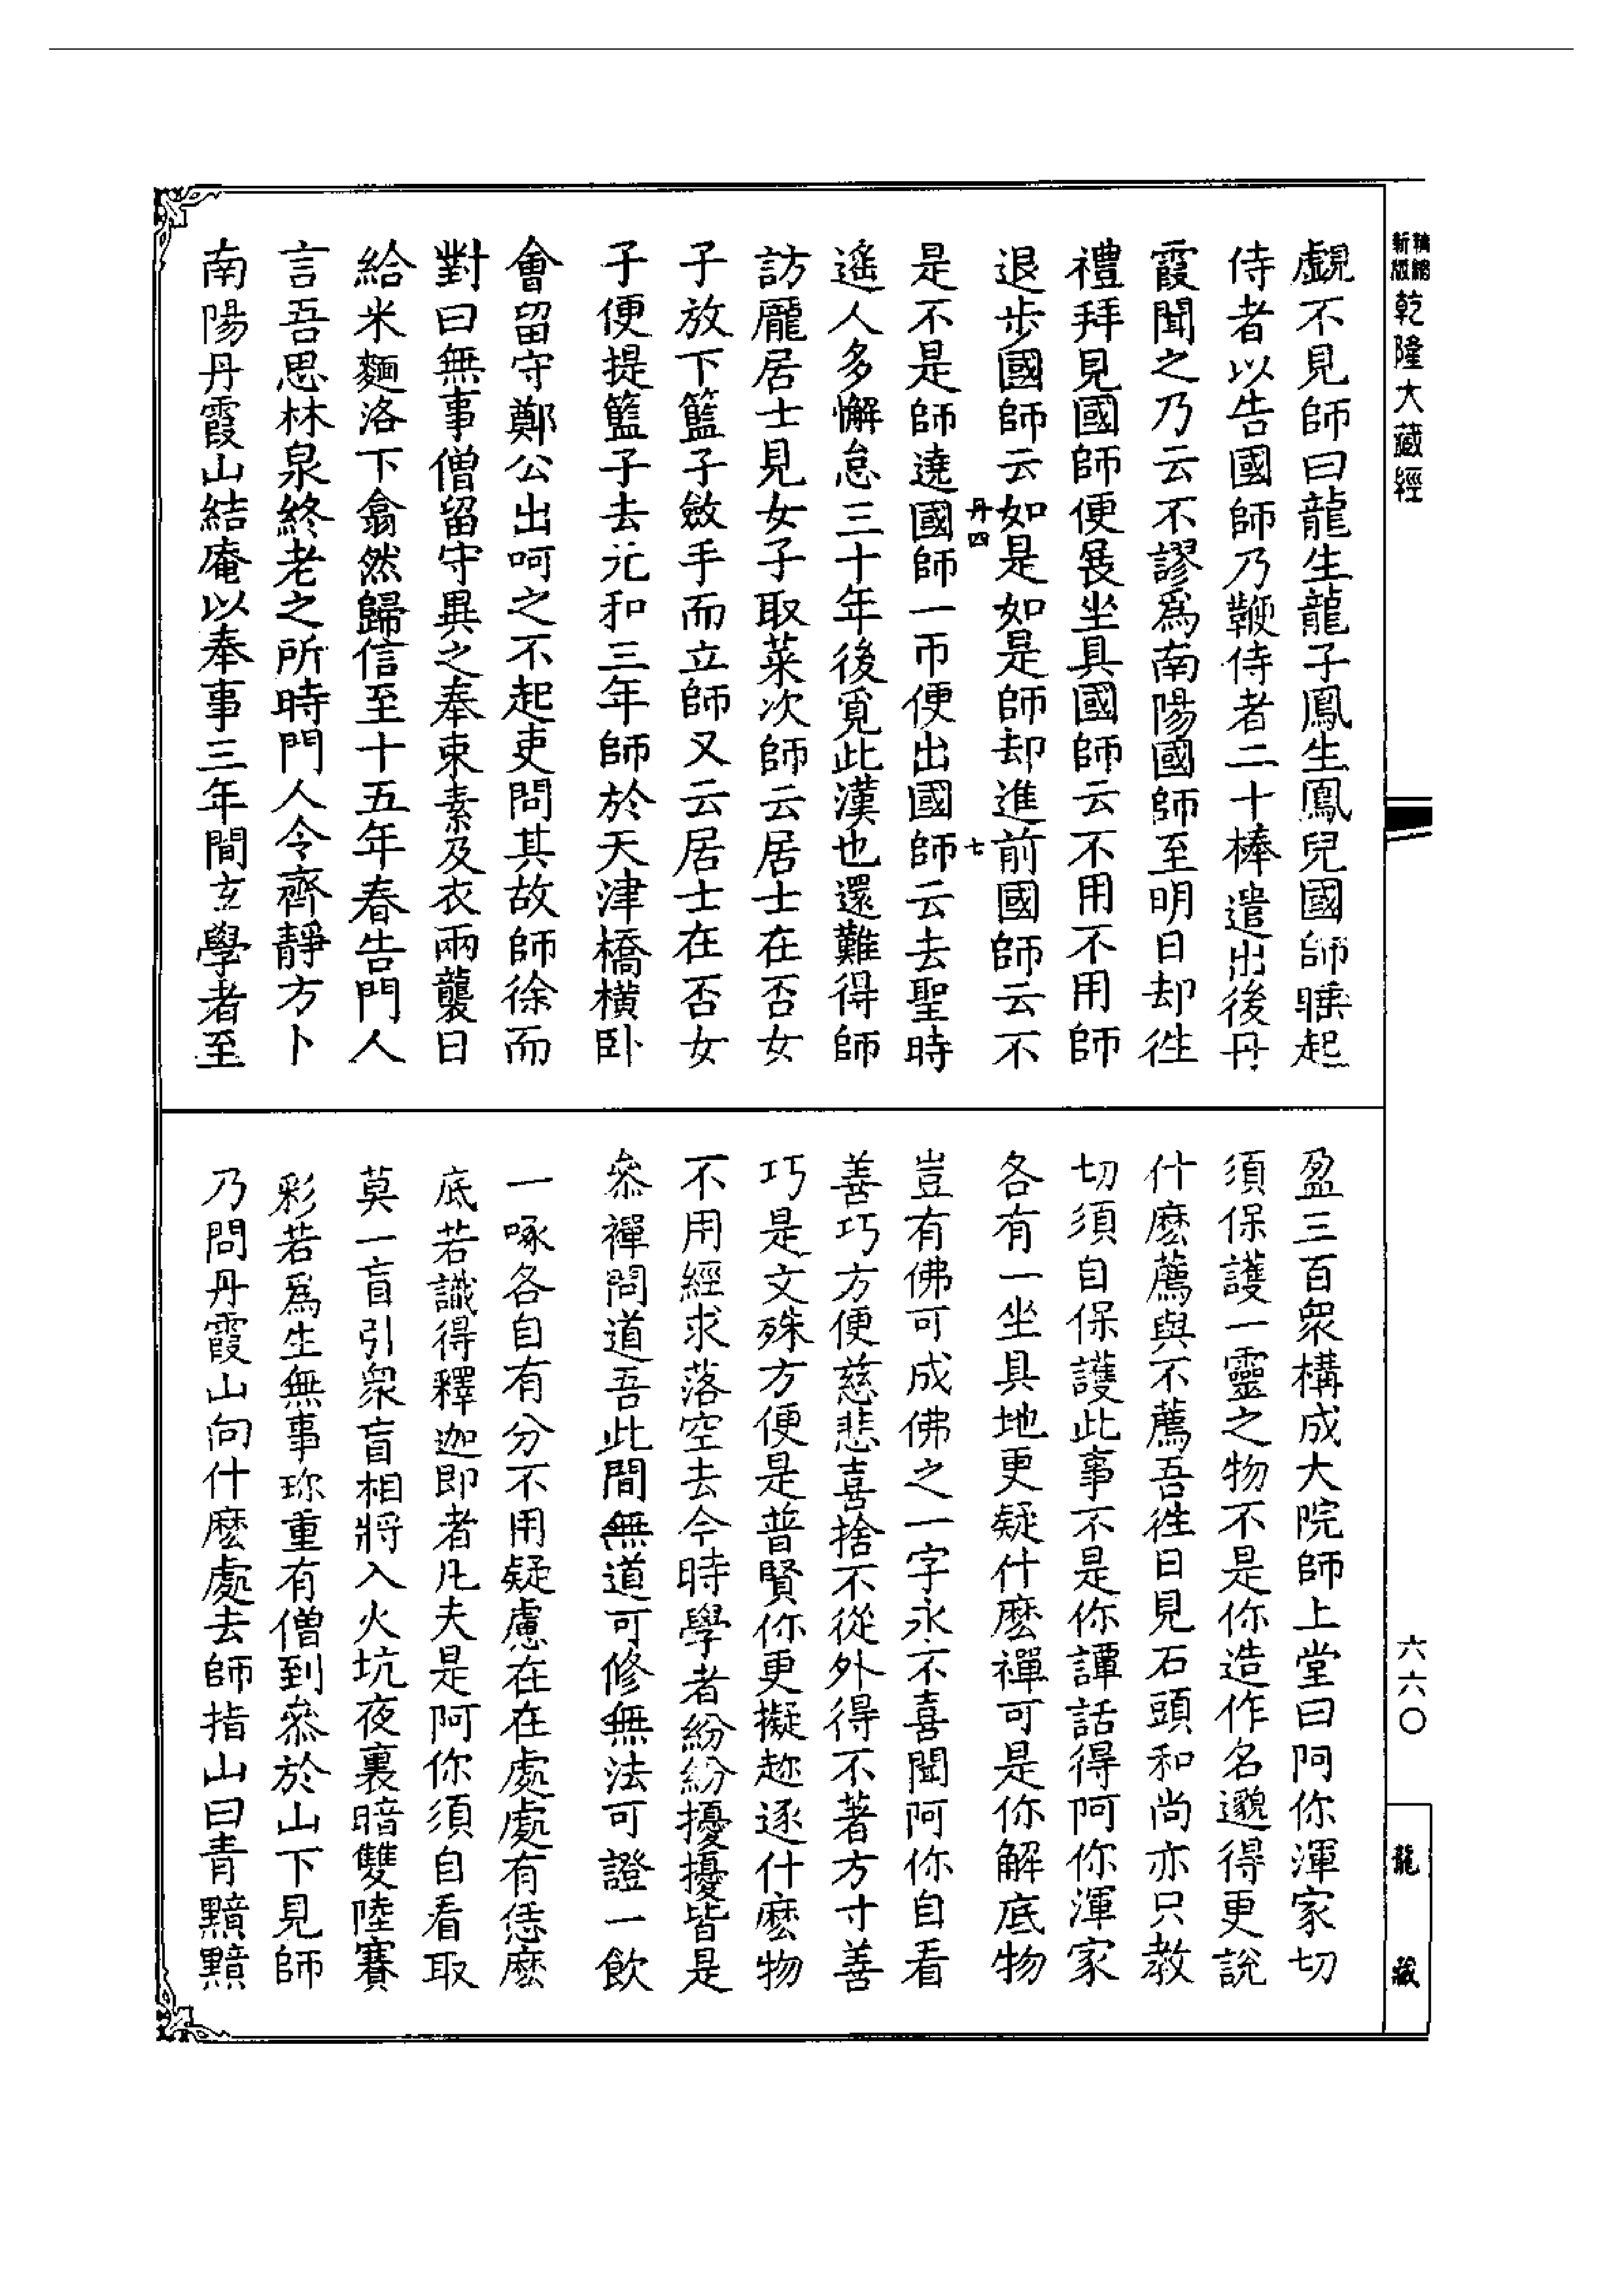 新版 精縮 乾隆大藏經
覷不見師曰龍生龍子鳳生鳳兒國師睡起
侍者以告國師乃鞭侍者二十棒遣出後丹
霞聞之乃云不謬爲南陽國師至明日却徃
禮拜見國師便展坐具國師云不用不用師
退步國師云如是如是師却進前國師云不
丹四 七
是不是師遶國師一帀便出國師云去聖時
遙人多懈怠三十年後覓此漢也還難得師
訪龐居士見女子取菜次師云居士在否女
子放下籃子斂手而立師又云居士在否女
子便提籃子去元和三年師於天津橋橫卧
會留守鄭公出呵之不起吏問其故師徐而
對曰無事僧留守異之奉束素及衣兩襲日
給米麵洛下翕然歸信至十五年春告門人
言吾思林泉終老之所時門人令齊靜方卜
南陽丹霞山結庵以奉事三年間玄學者至
盈三百衆構成大院師上堂曰阿你渾家切
須保護一靈之物不是你造作名邈得更說
什麽薦與不薦吾徃日見石頭和尚亦只教
切須自保護此事不是你譚話得阿你渾家
各有一坐具地更疑什麽禪可是你解底物
豈有佛可成佛之一字永不喜聞阿你自看
善巧方便慈悲喜捨不從外得不著方寸善
巧是文殊方便是普賢你更擬趂逐什麽物
不用經求落空去今時學者紛紛擾擾皆是
叅禪問道吾此間無道可修無法可證一飲
一啄各自有分不用疑慮在在處處有恁麽
底若識得釋迦即者凡夫是阿你須自看取
莫一盲引衆盲相將入火坑夜裏暗雙陸賽
彩若爲生無事珍重有僧到叅於山下見師
乃問丹霞山向什麽處去師指山曰青黯黯
六六〇
龍藏